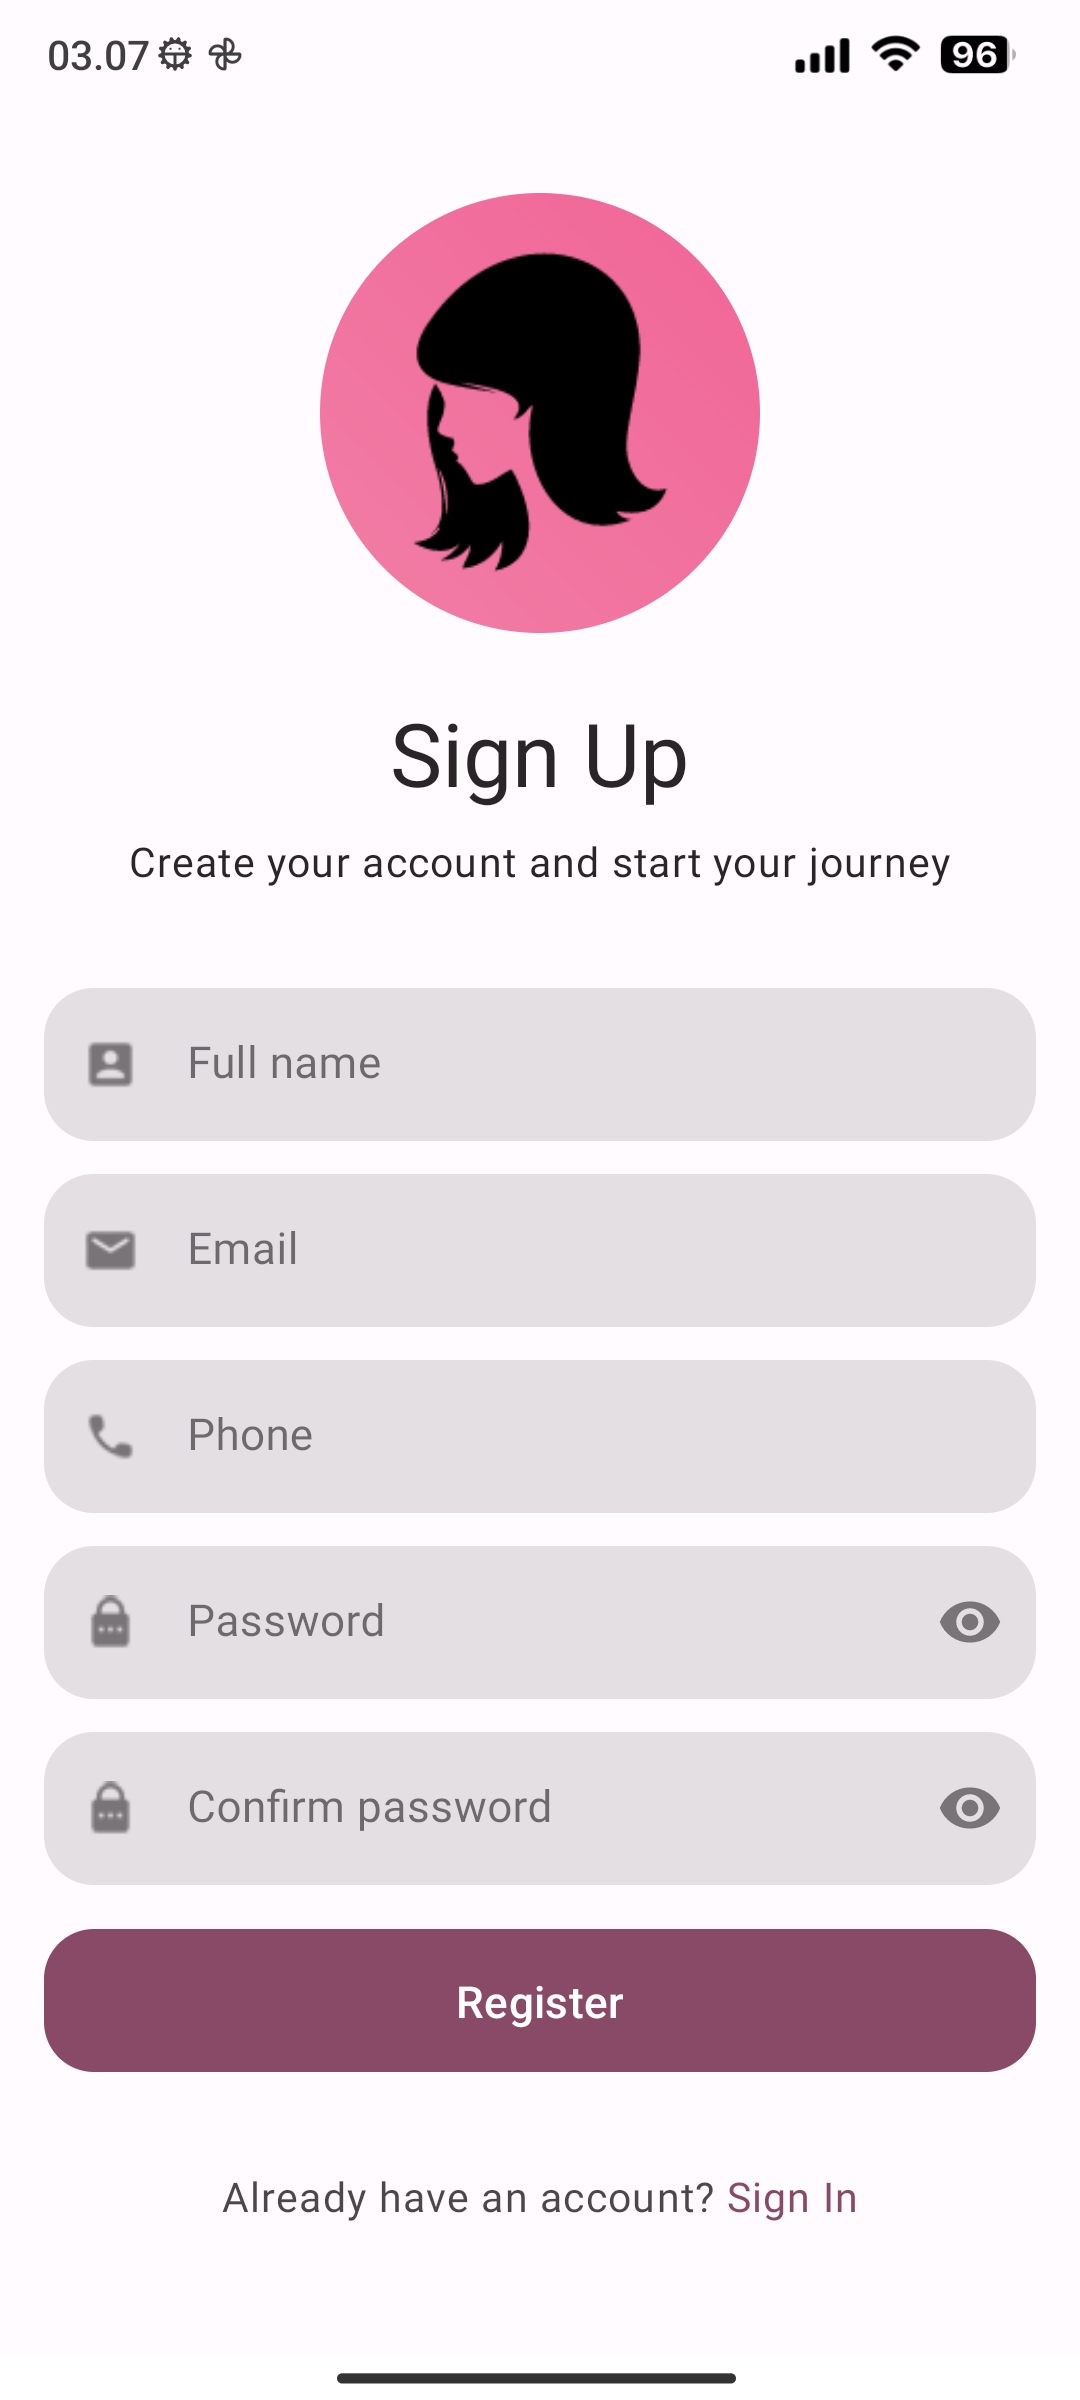 03.07
96
Sign Up
Create your account and start your journey
Full name
Email
Phone
Password
Confirm password
Register
Already have an account? Sign In